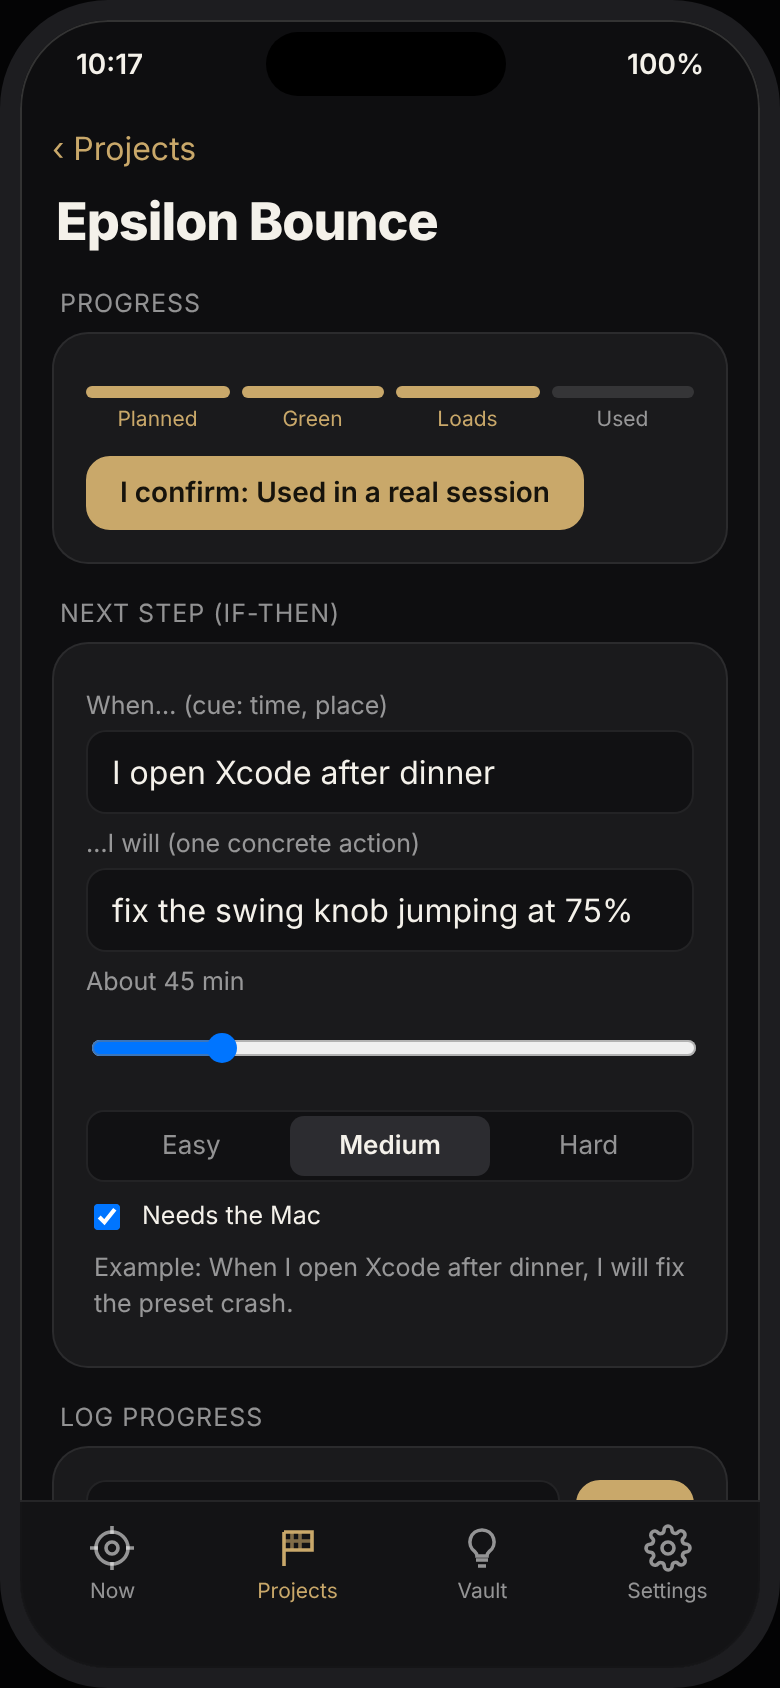 10:17
100%
‹ Projects
Epsilon Bounce
PROGRESS
Planned
Green
Loads
Used
I confirm: Used in a real session
NEXT STEP (IF-THEN)
When... (cue: time, place)
I open Xcode after dinner
...I will (one concrete action)
fix the swing knob jumping at 75%
About 45 min
Easy
Medium
Hard
Needs the Mac
Example: When I open Xcode after dinner, I will fix
the preset crash.
LOG PROGRESS
Now
Projects
Vault
Settings